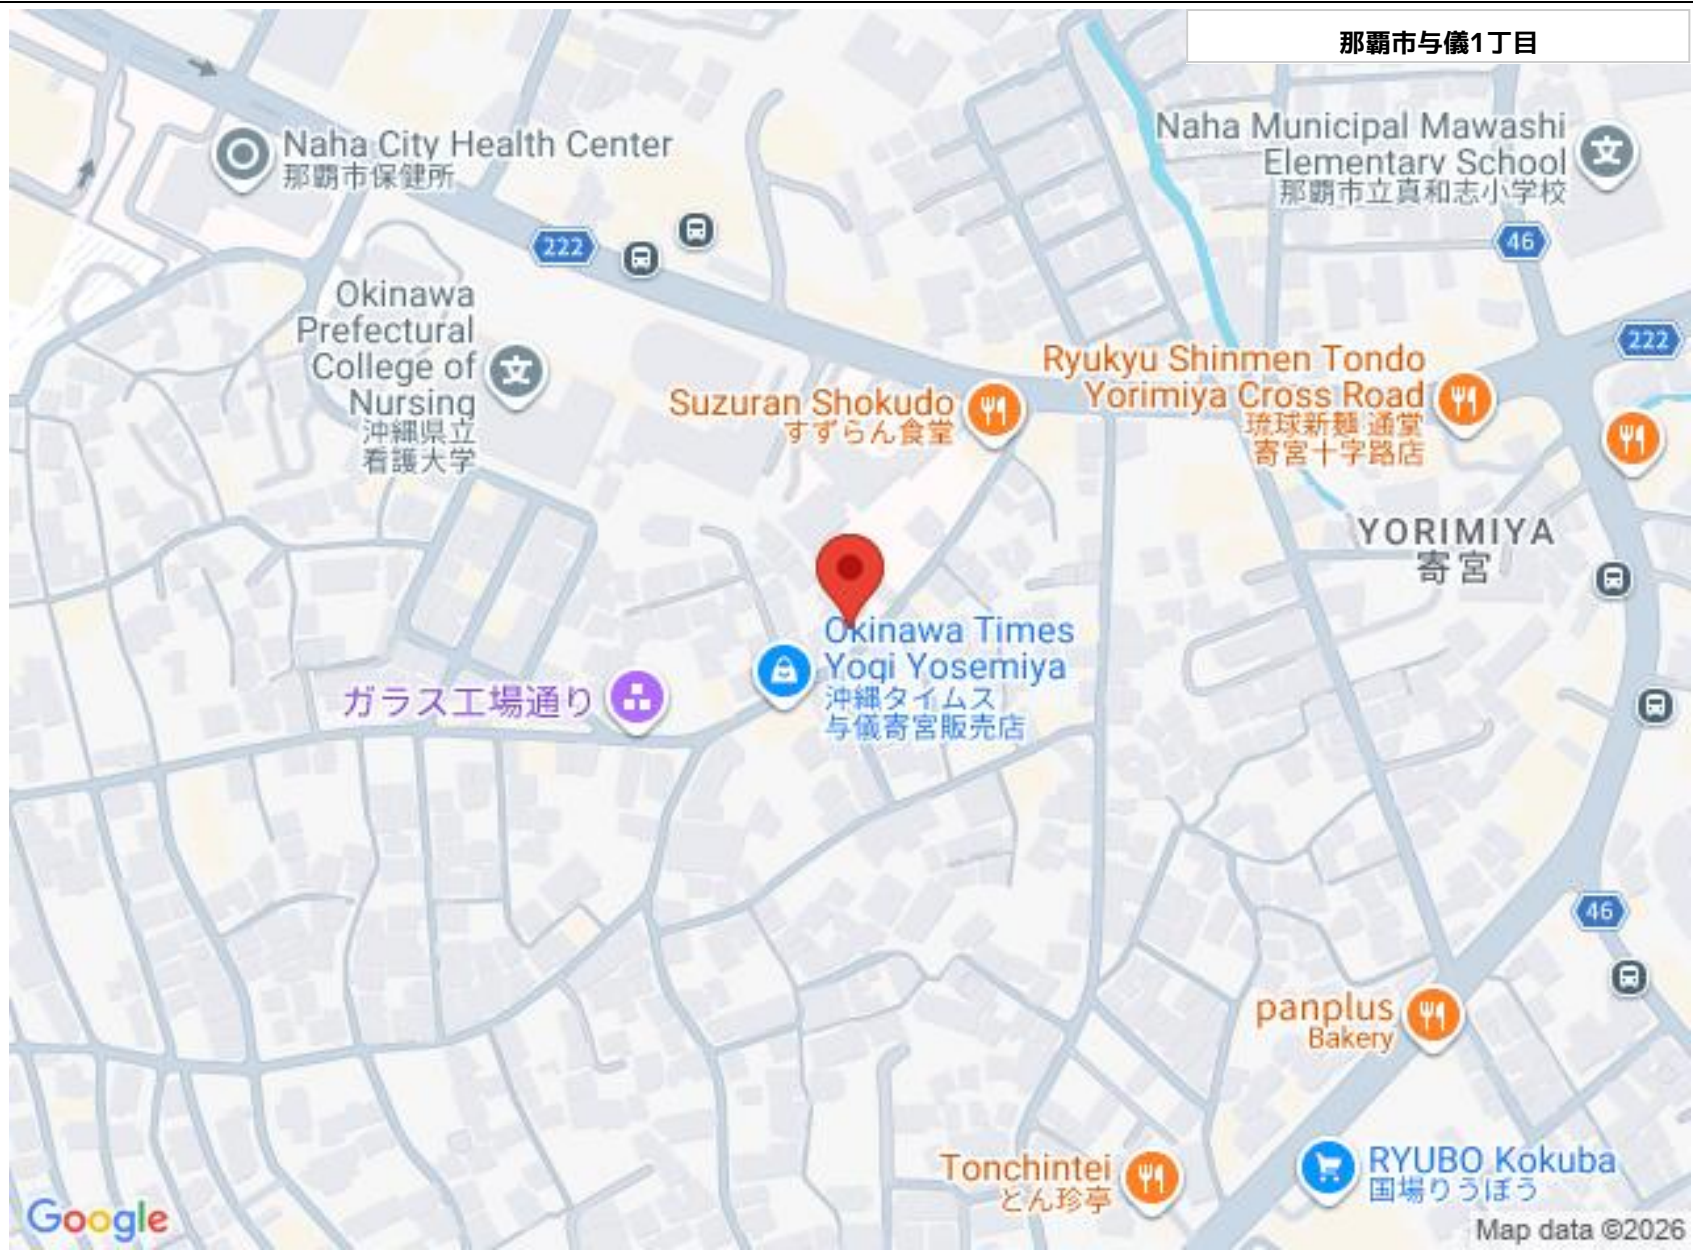 那覇市与儀1丁目
Naha City Health Center
那覇市保健所
Naha Municipal Mawashi
Elementary School
那覇市立真和志小学校
222
46
Okinawa
Prefectural
College of
Nursing
沖縄県立
看護大学
222
Suzuran Shokudo
すずらん食堂
Ryukyu Shinmen Tondo
Yorimiya Cross Road
琉球新麺 通堂
寄宮十字路店
YORIMIYA
寄宮
Okinawa Times
Yogi Yosemiya
沖縄タイムス
与儀寄宮販売店
ガラス工場通り
46
panplus
Bakery
Tonchintei
とん珍亭
RYUBO Kokuba
国場りうぼう
Google
Map data ©2026